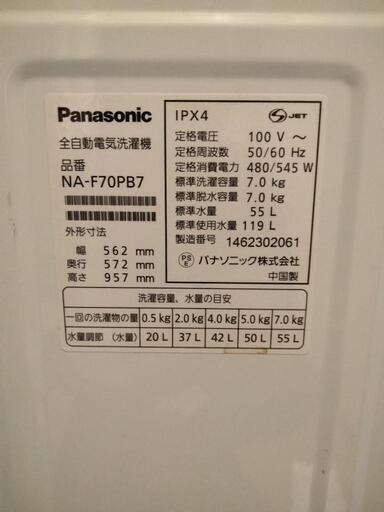 Panasonic
全自動電気洗濯機
品番
NA-F70PB7
外形寸法
幅 562 mm
奥行 572 mm
高さ 957 mm
IPX4
S JET
定格電圧 100 V ～
定格周波数 50/60 Hz
定格消費電力 480/545 W
標準洗濯容量 7.0 kg
標準脱水容量 7.0 kg
標準水量 55 L
標準使用水量 119 L
製造番号 1462302061
PS E パナソニック株式会社
中国製
洗濯容量、水量の目安
一回の洗濯物の量 0.5 kg 2.0 kg 4.0 kg 5.0 kg 7.0 kg
水量調節 (水量) 20 L 37 L 42 L 50 L 55 L